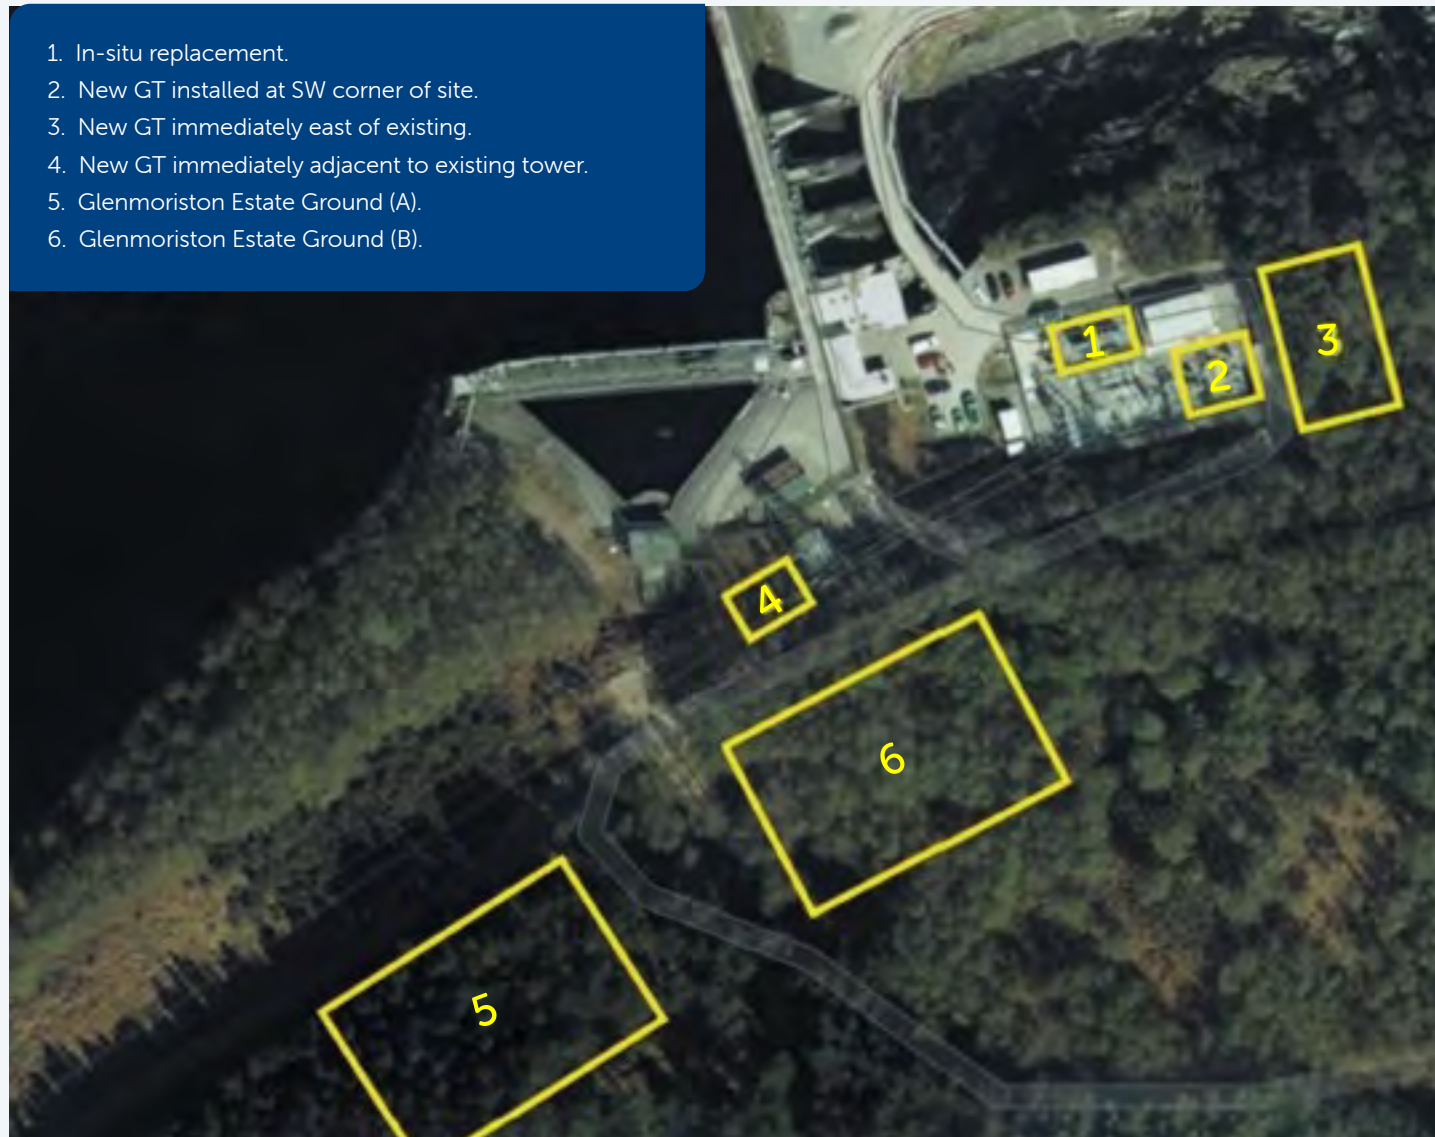 1. In-situ replacement.
2. New GT installed at SW corner of site.
3. New GT immediately east of existing.
4. New GT immediately adjacent to existing tower.
5. Glenmoriston Estate Ground (A).
6. Glenmoriston Estate Ground (B).
1
2
3
4
6
5